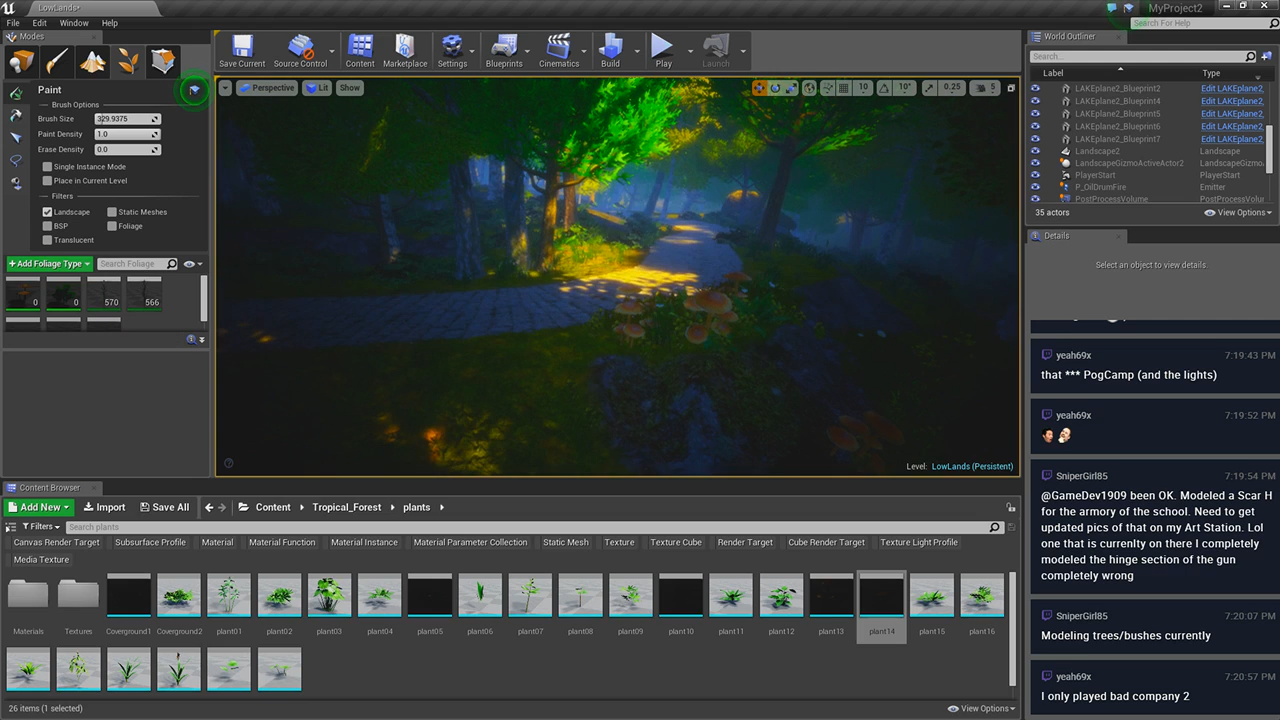 LowLands*
MyProject2
File Edit Window Help
Search For Help
Modes
Save Current
Source Control
Content
Marketplace
Settings
Blueprints
Cinematics
Build
Play
Launch
Paint
Brush Options
Brush Size 329.9375
Paint Density 1.0
Erase Density 0.0
Single Instance Mode
Place in Current Level
Filters
Landscape Static Meshes
BSP Foliage
Translucent
+Add Foliage Type Search Foliage
0 0 570 566
Perspective Lit Show
10 10° 0.25 5
Level: LowLands (Persistent)
World Outliner
Search...
Label Type
LAKEplane2_Blueprint2 Edit LAKEplane2_
LAKEplane2_Blueprint4 Edit LAKEplane2_
LAKEplane2_Blueprint5 Edit LAKEplane2_
LAKEplane2_Blueprint6 Edit LAKEplane2_
LAKEplane2_Blueprint7 Edit LAKEplane2_
Landscape2 Landscape
LandscapeGizmoActiveActor2 LandscapeGizmo
PlayerStart PlayerStart
P_OilDrumFire Emitter
PostProcessVolume PostProcessVolu
35 actors View Options
Details
Select an object to view details.
yeah69x 7:19:43 PM
that *** PogCamp (and the lights)
yeah69x 7:19:52 PM
SniperGirl85 7:19:54 PM
@GameDev1909 been OK. Modeled a Scar H
for the armory of the school. Need to get
updated pics of that on my Art Station. Lol
one that is currenlty on there I completely
modeled the hinge section of the gun
completely wrong
SniperGirl85 7:20:07 PM
Modeling trees/bushes currently
yeah69x 7:20:57 PM
I only played bad company 2
Content Browser
Add New Import Save All Content Tropical_Forest plants
Filters Search plants
Canvas Render Target Subsurface Profile Material Material Function Material Instance Material Parameter Collection Static Mesh Texture Texture Cube Render Target Cube Render Target Texture Light Profile
Media Texture
Materials Textures Coverground1 Coverground2 plant01 plant02 plant03 plant04 plant05 plant06 plant07 plant08 plant09 plant10 plant11 plant12 plant13 plant14 plant15 plant16
26 items (1 selected) View Options